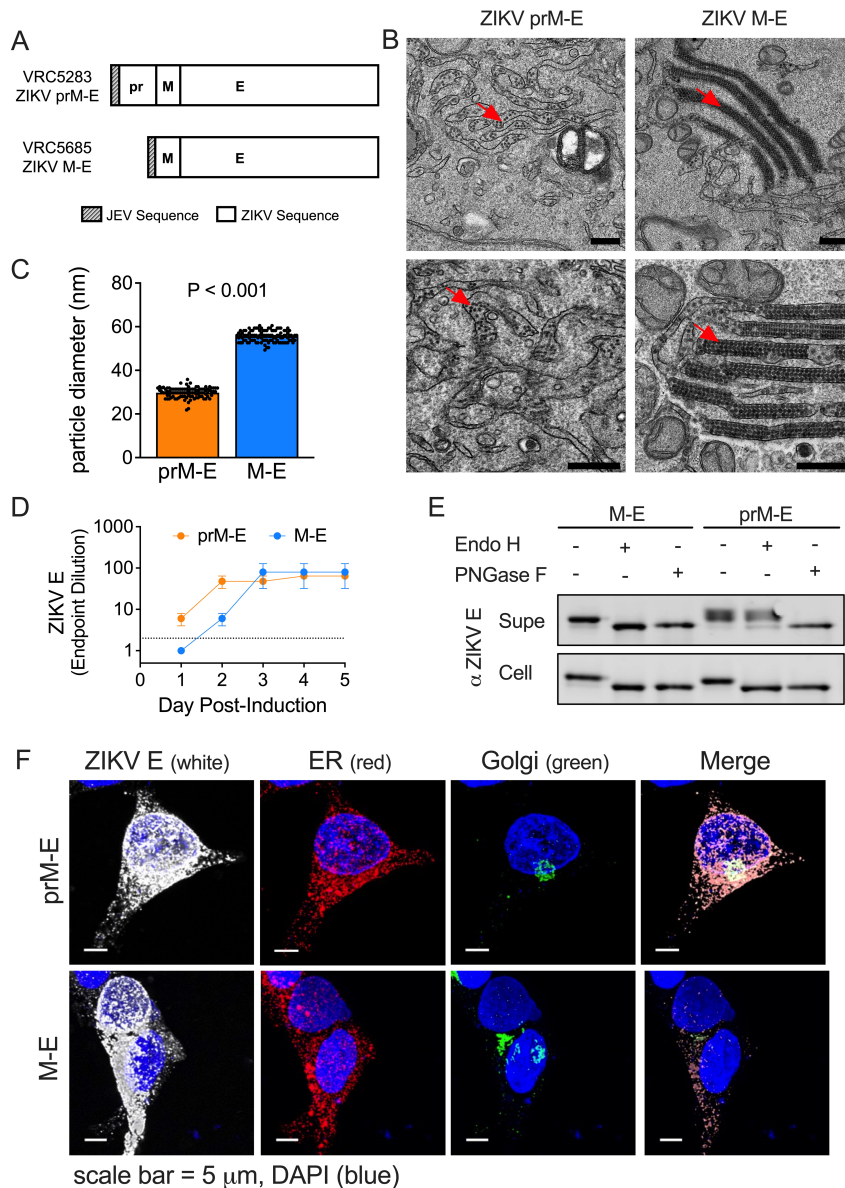 A
VRC5283
ZIKV prM-E
pr
M
E
VRC5685
ZIKV M-E
M
E
JEV Sequence
ZIKV Sequence
B
ZIKV prM-E
ZIKV M-E
C
particle diameter (nm)
80
60
40
20
0
P < 0.001
prM-E
M-E
D
ZIKV E
(Endpoint Dilution)
1000
100
10
1
prM-E
M-E
0 1 2 3 4 5
Day Post-Induction
E
M-E
prM-E
Endo H - + - - + -
PNGase F - - + - - +
α ZIKV E
Supe
Cell
F
ZIKV E (white)
ER (red)
Golgi (green)
Merge
prM-E
M-E
scale bar = 5 μm, DAPI (blue)